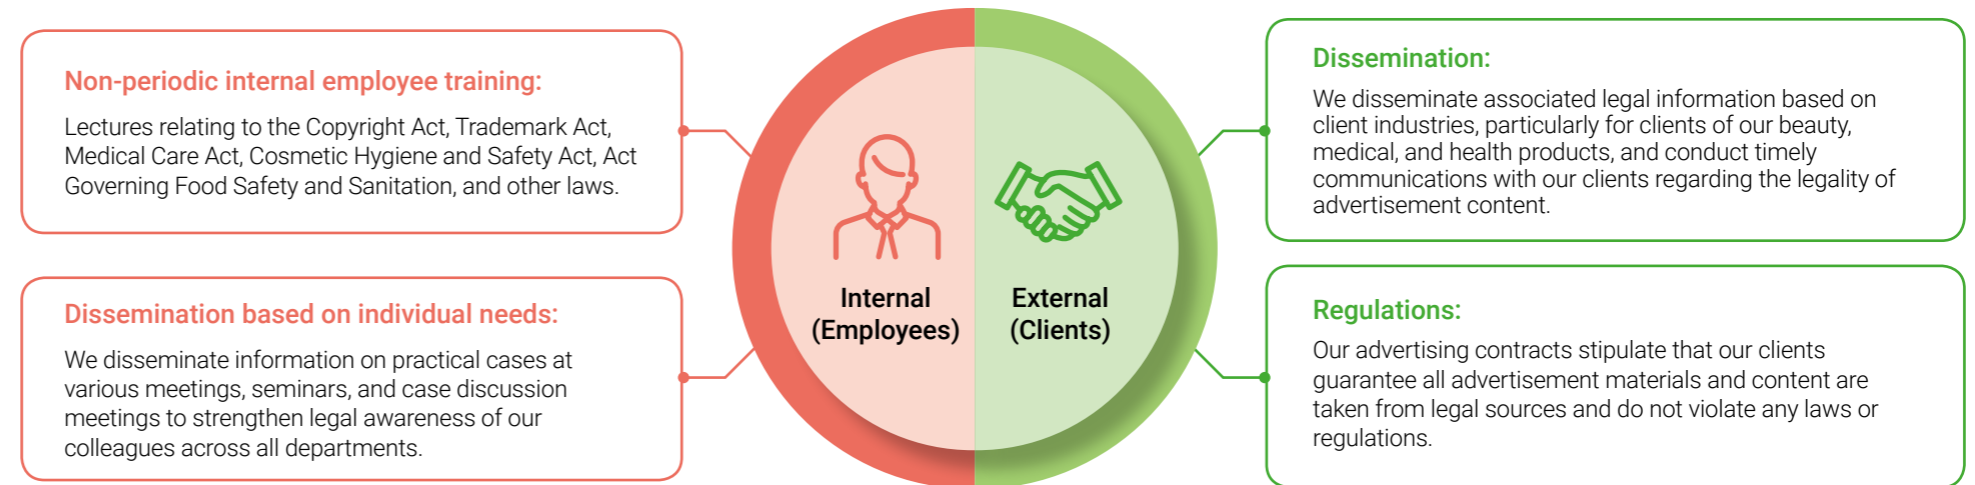 Non-periodic internal employee training:
Lectures relating to the Copyright Act, Trademark Act,
Medical Care Act, Cosmetic Hygiene and Safety Act, Act
Governing Food Safety and Sanitation, and other laws.
Dissemination based on individual needs:
We disseminate information on practical cases at
various meetings, seminars, and case discussion
meetings to strengthen legal awareness of our
colleagues across all departments.
Internal
(Employees)
External
(Clients)
Dissemination:
We disseminate associated legal information based on
client industries, particularly for clients of our beauty,
medical, and health products, and conduct timely
communications with our clients regarding the legality of
advertisement content.
Regulations:
Our advertising contracts stipulate that our clients
guarantee all advertisement materials and content are
taken from legal sources and do not violate any laws or
regulations.